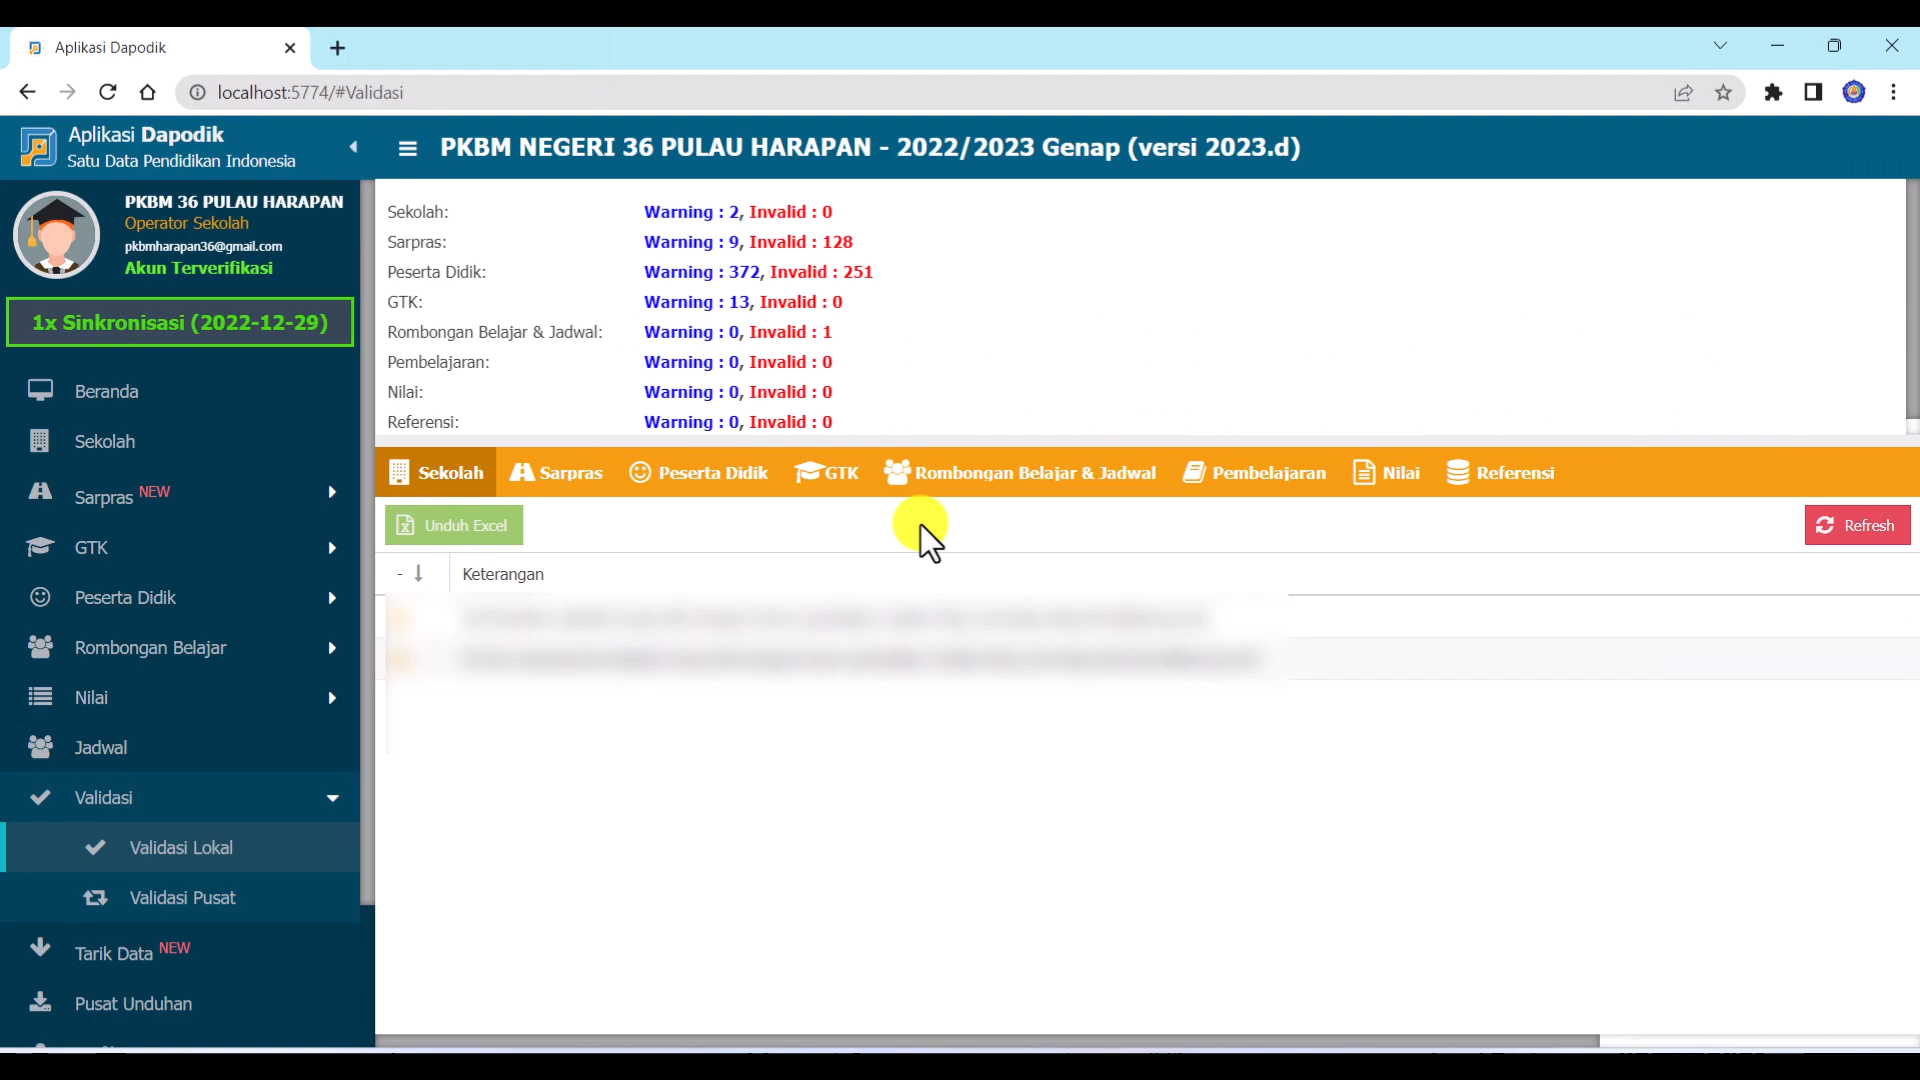 Aplikasi Dapodik
localhost:5774/#Validasi
Aplikasi Dapodik
Satu Data Pendidikan Indonesia
PKBM NEGERI 36 PULAU HARAPAN - 2022/2023 Genap (versi 2023.d)
PKBM 36 PULAU HARAPAN
Operator Sekolah
pkbmharapan36@gmail.com
Akun Terverifikasi
1x Sinkronisasi (2022-12-29)
Beranda
Sekolah
Sarpras NEW
GTK
Peserta Didik
Rombongan Belajar
Nilai
Jadwal
Validasi
Validasi Lokal
Validasi Pusat
Tarik Data NEW
Pusat Unduhan
Sekolah: Warning : 2, Invalid : 0
Sarpras: Warning : 9, Invalid : 128
Peserta Didik: Warning : 372, Invalid : 251
GTK: Warning : 13, Invalid : 0
Rombongan Belajar & Jadwal: Warning : 0, Invalid : 1
Pembelajaran: Warning : 0, Invalid : 0
Nilai: Warning : 0, Invalid : 0
Referensi: Warning : 0, Invalid : 0
Sekolah Sarpras Peserta Didik GTK Rombongan Belajar & Jadwal Pembelajaran Nilai Referensi
Unduh Excel Refresh
- Keterangan